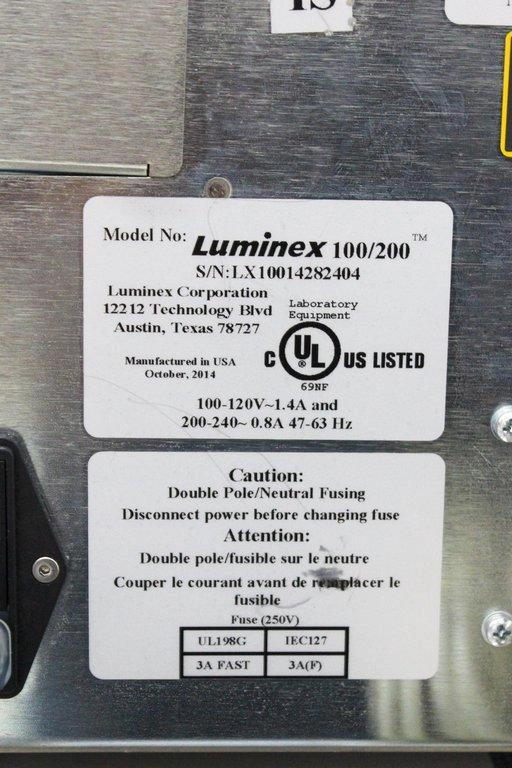 Model No: Luminex 100/200 ™
S/N:LX10014282404
Luminex Corporation
12212 Technology Blvd
Austin, Texas 78727
Laboratory
Equipment
Manufactured in USA
October, 2014
C UL ® US LISTED
69NF
100-120V~1.4A and
200-240~ 0.8A 47-63 Hz
Caution:
Double Pole/Neutral Fusing
Disconnect power before changing fuse
Attention:
Double pole/fusible sur le neutre
Couper le courant avant de remplacer le
fusible
Fuse (250V)
UL198G IEC127
3A FAST 3A(F)